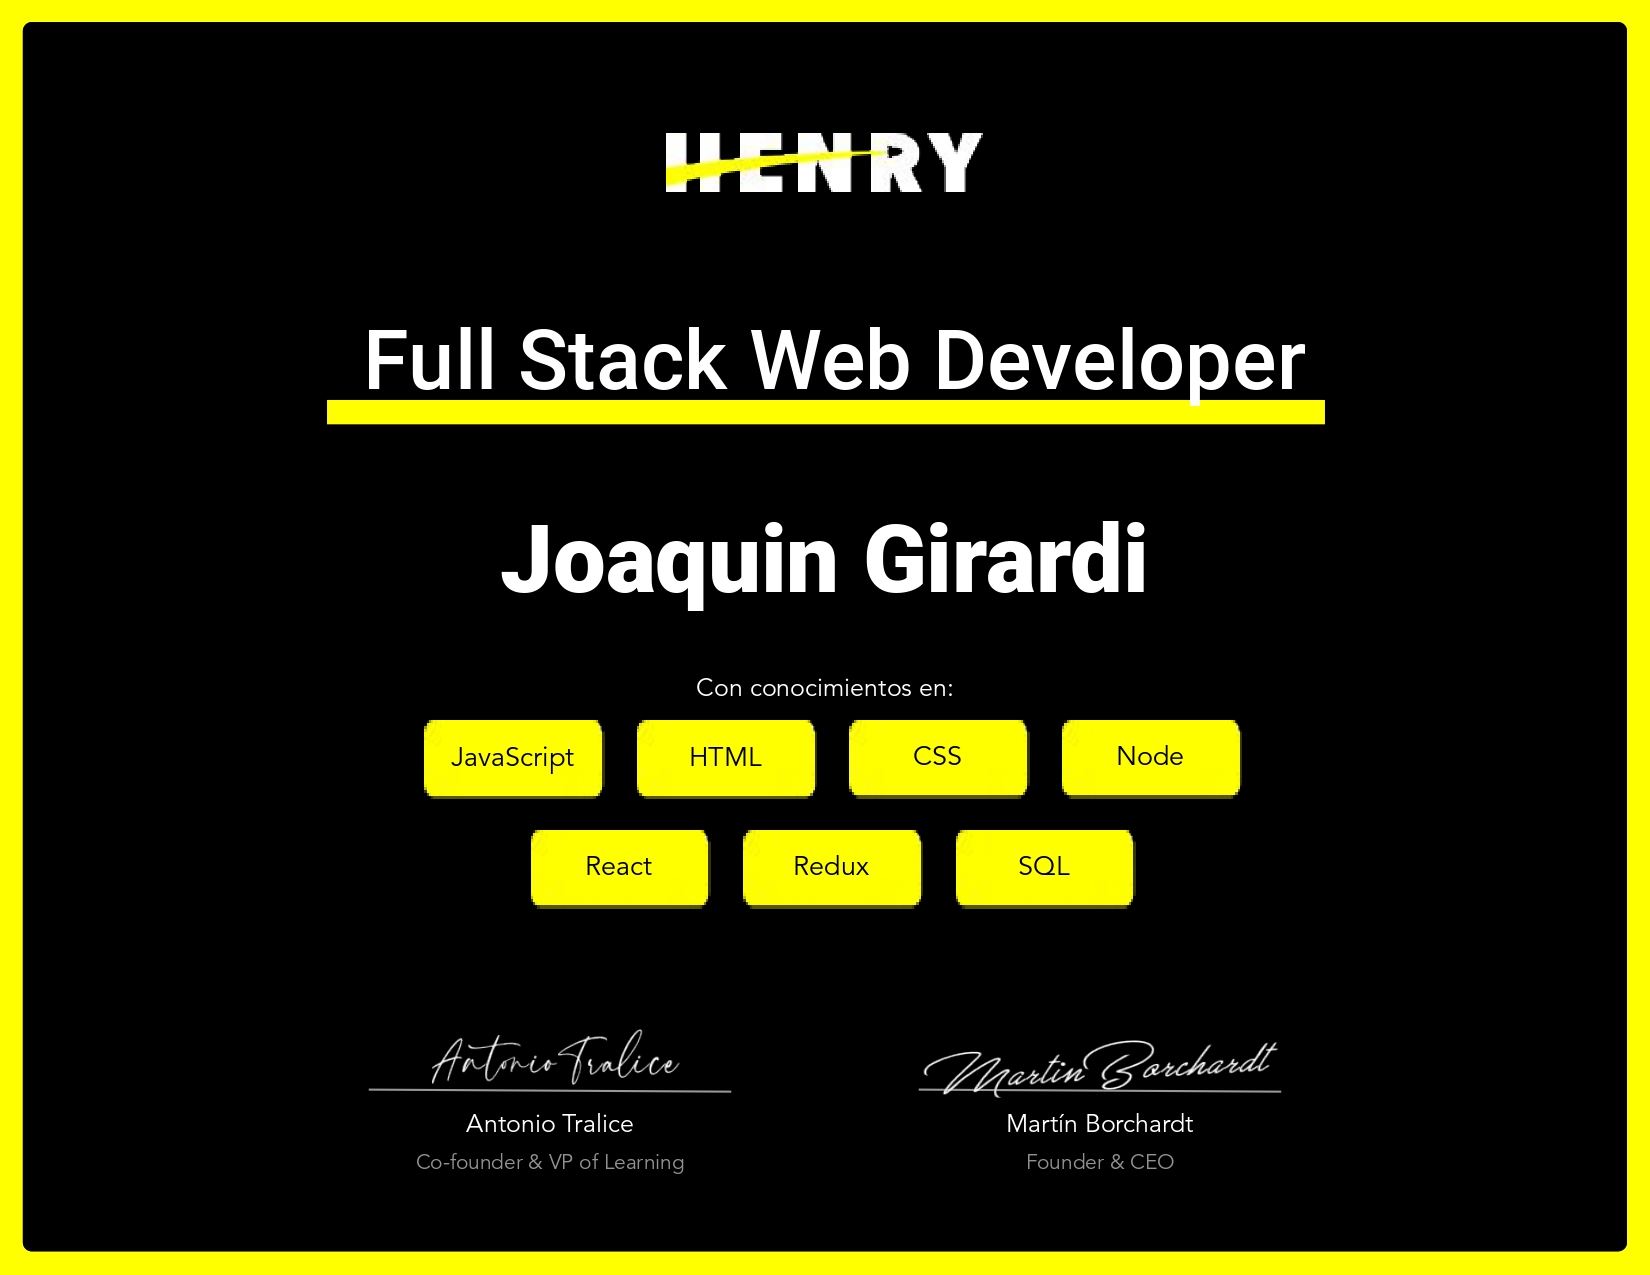 HENRY
Full Stack Web Developer
Joaquin Girardi
Con conocimientos en:
JavaScript HTML CSS Node
React Redux SQL
Antonio Tralice Martin Borchardt
Antonio Tralice Martín Borchardt
Co-founder & VP of Learning Founder & CEO